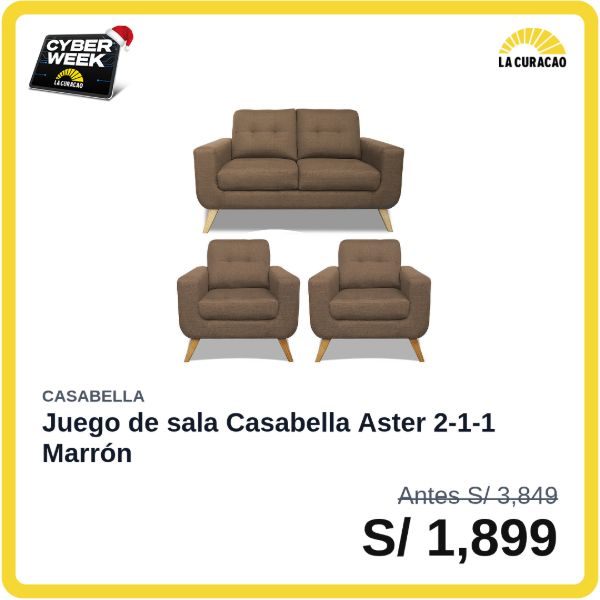 CYBER
WEEK
LA CURACAO
LA CURACAO
CASABELLA
Juego de sala Casabella Aster 2-1-1
Marrón
Antes S/ 3,849
S/ 1,899